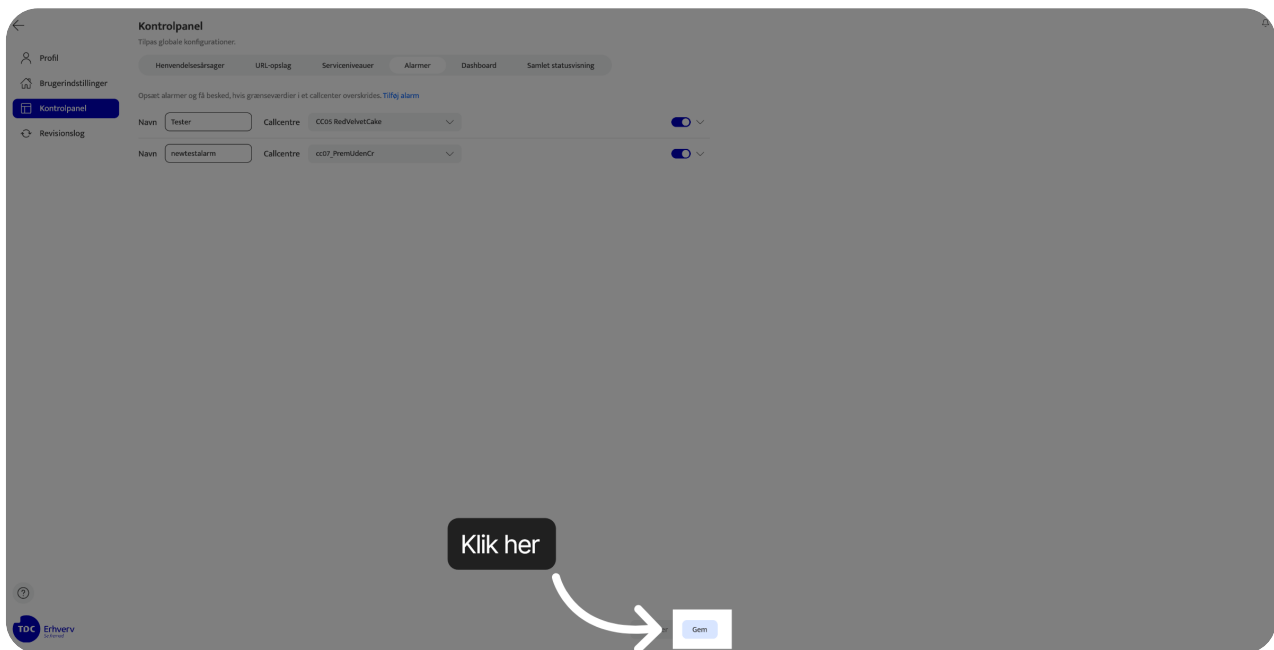 Kontrolpanel
Tilpas globale konfigurationer.
Profil
Brugerindstillinger
Kontrolpanel
Revisionslog
Henvendelsesårsager URL-opslag Serviceniveauer Alarmer Dashboard Samlet statusvisning
Opsæt alarmer og få besked, hvis grænseværdier i et callcenter overskrides. Tilføj alarm
Navn Tester Callcentre CC05 RedVelvetCake
Navn newtestalarm Callcentre cc07_PremUdenCr
Klik her
Gem
TDC Erhverv